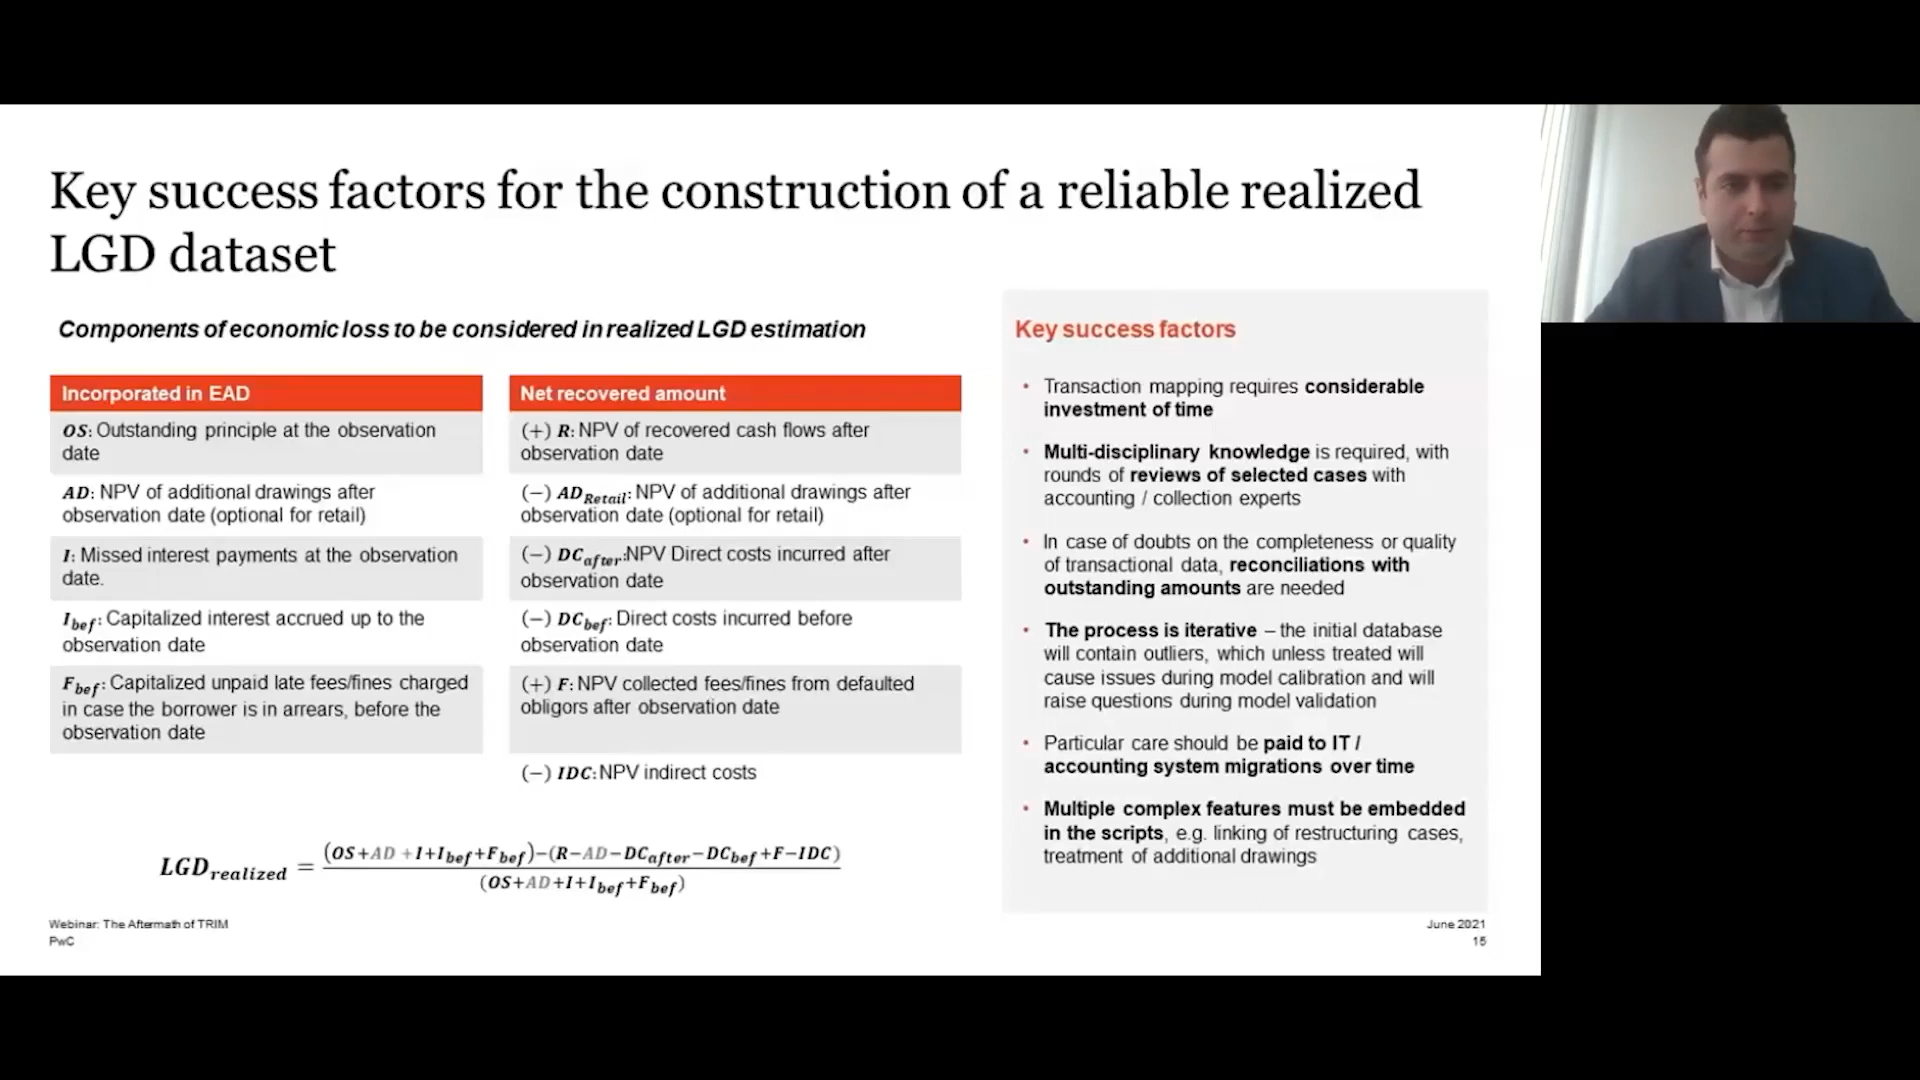 Key success factors for the construction of a reliable realized
LGD dataset
Components of economic loss to be considered in realized LGD estimation
Incorporated in EAD
OS: Outstanding principle at the observation
date
AD: NPV of additional drawings after
observation date (optional for retail)
I: Missed interest payments at the observation
date.
I_bef: Capitalized interest accrued up to the
observation date
F_bef: Capitalized unpaid late fees/fines charged
in case the borrower is in arrears, before the
observation date
Net recovered amount
(+) R: NPV of recovered cash flows after
observation date
(−) AD_Retail: NPV of additional drawings after
observation date (optional for retail)
(−) DC_after:NPV Direct costs incurred after
observation date
(−) DC_bef: Direct costs incurred before
observation date
(+) F: NPV collected fees/fines from defaulted
obligors after observation date
(−) IDC:NPV indirect costs
LGD_realized = (OS+AD +I+I_bef+F_bef)−(R−AD−DC_after−DC_bef+F−IDC)
(OS+AD+I+I_bef+F_bef)
Key success factors
• Transaction mapping requires considerable
investment of time
• Multi-disciplinary knowledge is required, with
rounds of reviews of selected cases with
accounting / collection experts
• In case of doubts on the completeness or quality
of transactional data, reconciliations with
outstanding amounts are needed
• The process is iterative – the initial database
will contain outliers, which unless treated will
cause issues during model calibration and will
raise questions during model validation
• Particular care should be paid to IT /
accounting system migrations over time
• Multiple complex features must be embedded
in the scripts, e.g. linking of restructuring cases,
treatment of additional drawings
Webinar: The Aftermath of TRIM
PwC
June 2021
15